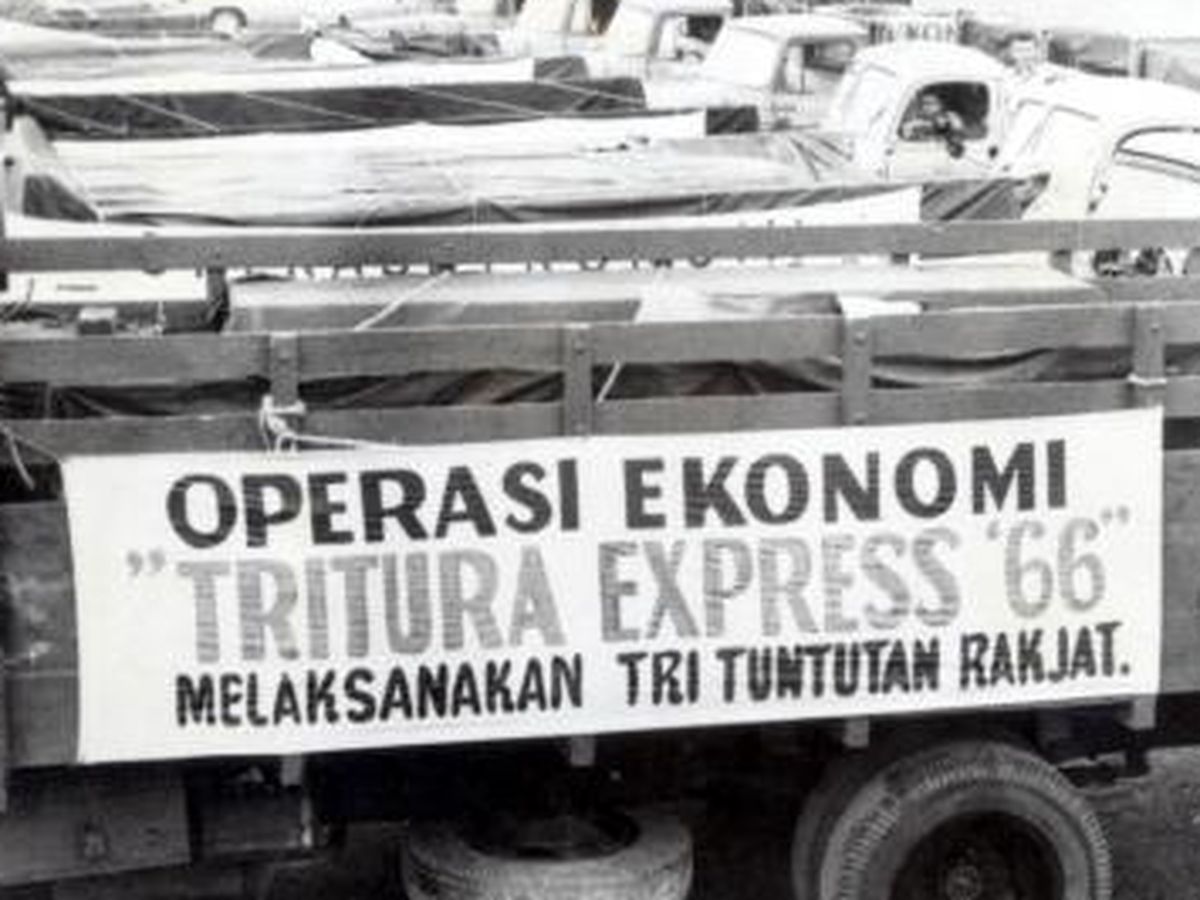 OPERASI EKONOMI
”TRITURA EXPRESS ‘66”
MELAKSANAKAN TRI TUNTUTAN RAKJAT.